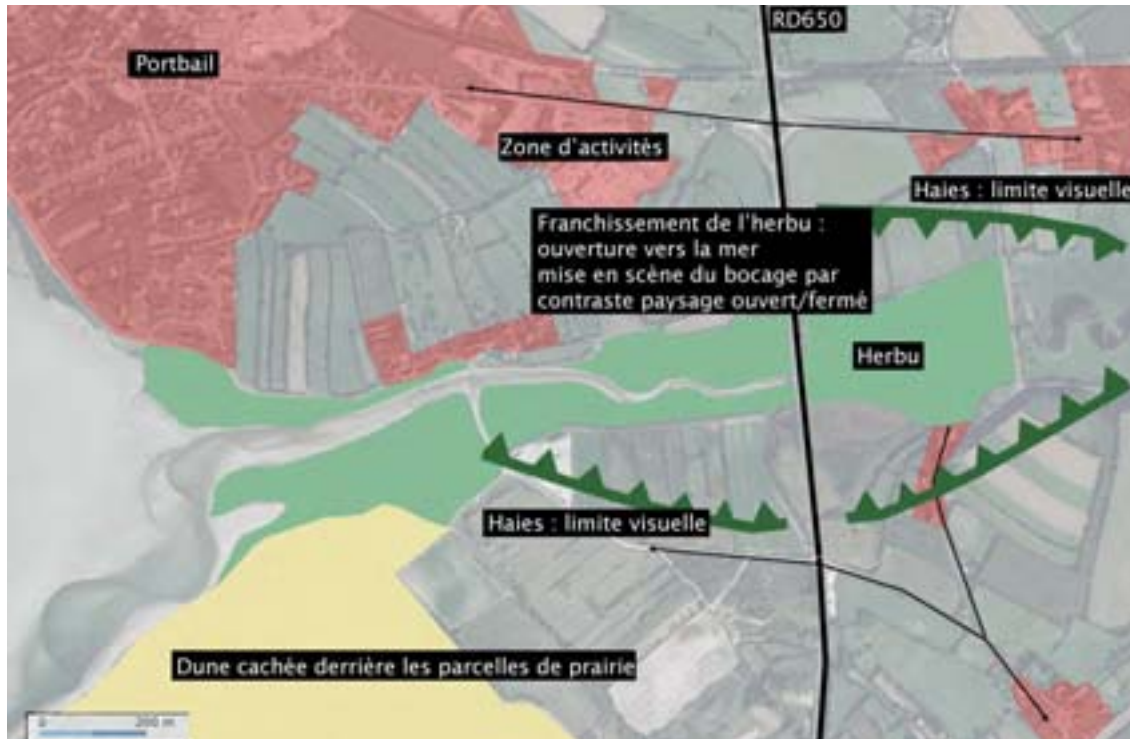 RD650
Portbail
Zone d'activités
Haies : limite visuelle
Franchissement de l'herbu :
ouverture vers la mer
mise en scène du bocage par
contraste paysage ouvert/fermé
Herbu
Haies : limite visuelle
Dune cachée derrière les parcelles de prairie
0 200 m